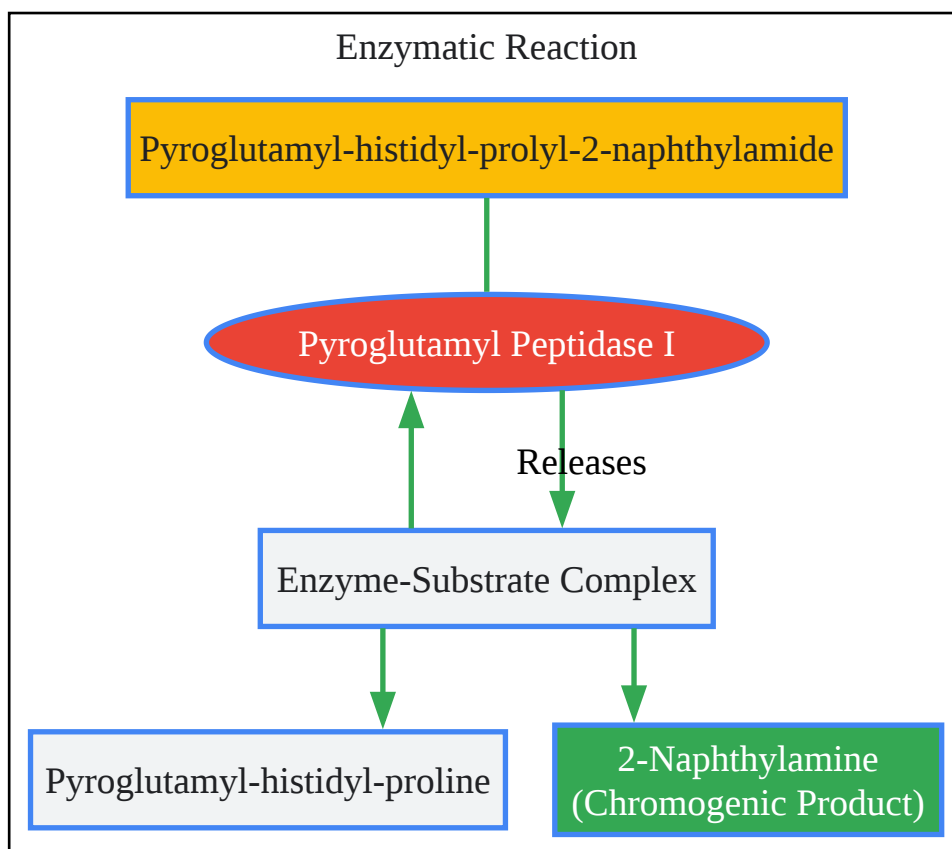 Enzymatic Reaction
Pyroglutamyl-histidyl-prolyl-2-naphthylamide
Pyroglutamyl Peptidase I
Releases
Enzyme-Substrate Complex
Pyroglutamyl-histidyl-proline
2-Naphthylamine
(Chromogenic Product)